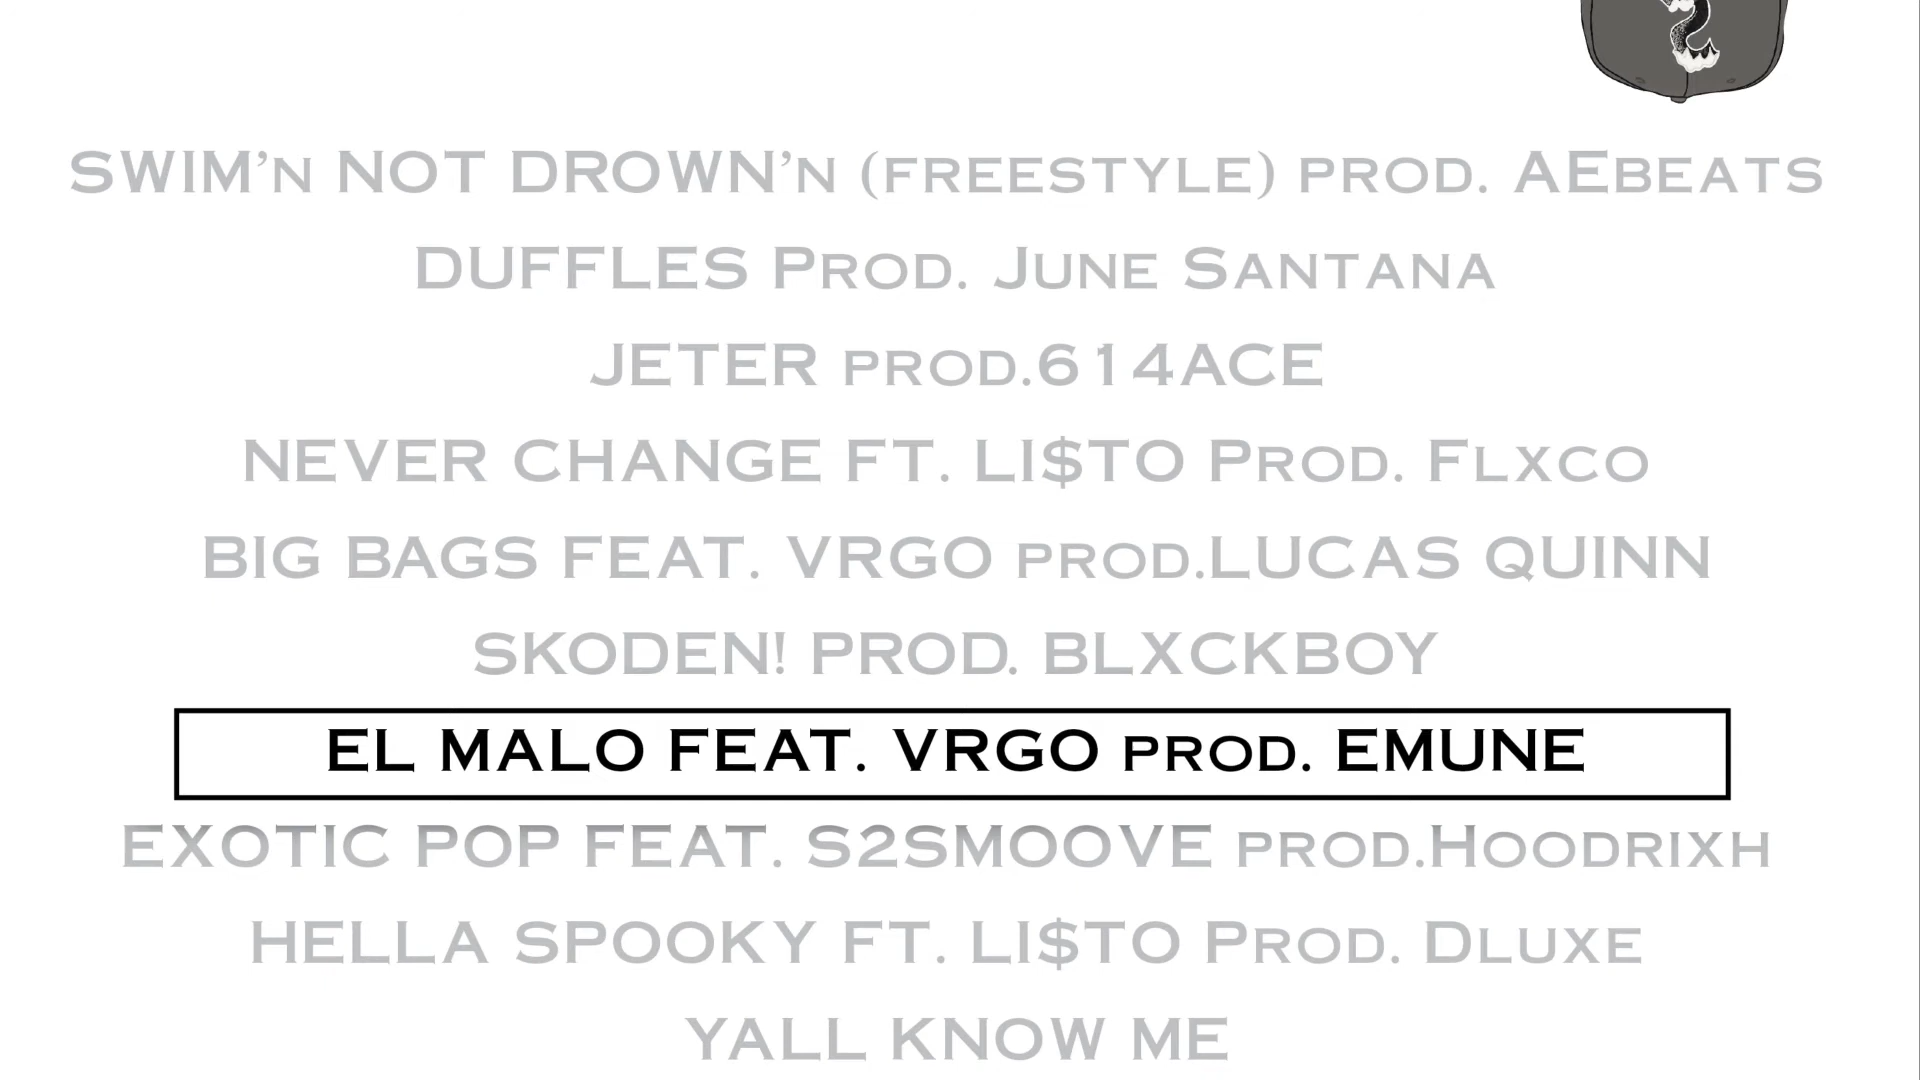 SWIM’N NOT DROWN’N (FREESTYLE) PROD. AEBEATS
DUFFLES PROD. JUNE SANTANA
JETER PROD.614ACE
NEVER CHANGE FT. LI$TO PROD. FLXCO
BIG BAGS FEAT. VRGO PROD.LUCAS QUINN
SKODEN! PROD. BLXCKBOY
EL MALO FEAT. VRGO PROD. EMUNE
EXOTIC POP FEAT. S2SMOOVE PROD.HOODRIXH
HELLA SPOOKY FT. LI$TO PROD. DLUXE
YALL KNOW ME